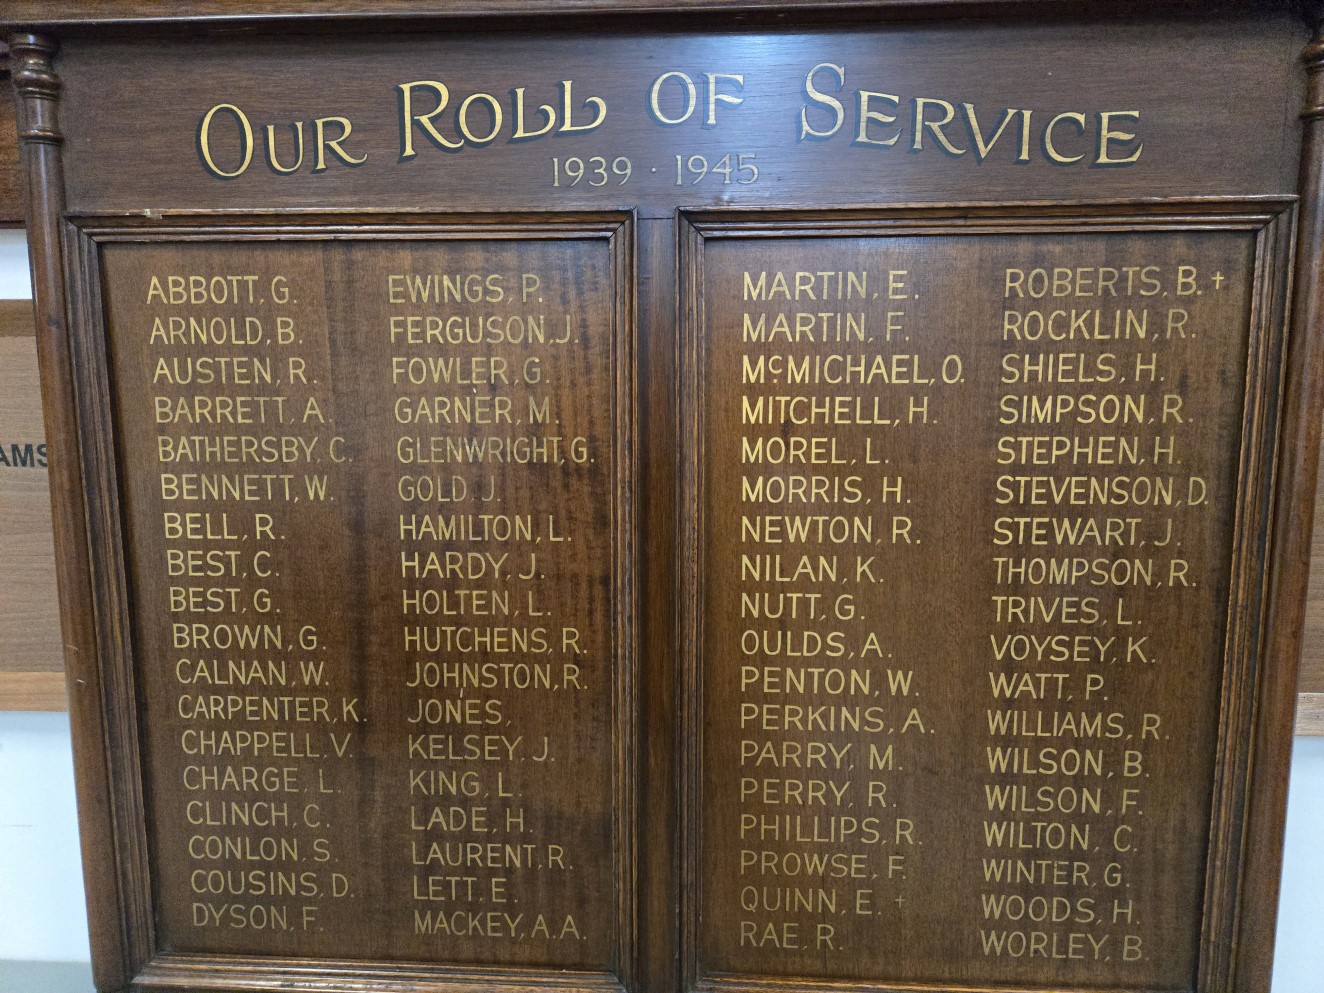 OUR ROLL OF SERVICE
1939 · 1945
ABBOTT, G.
ARNOLD, B.
AUSTEN, R.
BARRETT, A.
BATHERSBY, C.
BENNETT, W.
BELL, R.
BEST, C.
BEST, G.
BROWN, G.
CALNAN, W.
CARPENTER, K.
CHAPPELL, V.
CHARGE, L.
CLINCH, C.
CONLON, S.
COUSINS, D.
DYSON, F.
EWINGS, P.
FERGUSON, J.
FOWLER, G.
GARNER, M.
GLENWRIGHT, G.
GOLD, J.
HAMILTON, L.
HARDY, J.
HOLTEN, L.
HUTCHENS, R.
JOHNSTON, R.
JONES,
KELSEY, J.
KING, L.
LADE, H.
LAURENT, R.
LETT, E.
MACKEY, A.A.
MARTIN, E.
MARTIN, F.
McMICHAEL, O.
MITCHELL, H.
MOREL, L.
MORRIS, H.
NEWTON, R.
NILAN, K.
NUTT, G.
OULDS, A.
PENTON, W.
PERKINS, A.
PARRY, M.
PERRY, R.
PHILLIPS, R.
PROWSE, F.
QUINN, E. †
RAE, R.
ROBERTS, B. †
ROCKLIN, R.
SHIELS, H.
SIMPSON, R.
STEPHEN, H.
STEVENSON, D.
STEWART, J.
THOMPSON, R.
TRIVES, L.
VOYSEY, K.
WATT, P.
WILLIAMS, R.
WILSON, B.
WILSON, F.
WILTON, C.
WINTER, G.
WOODS, H.
WORLEY, B.
AMS